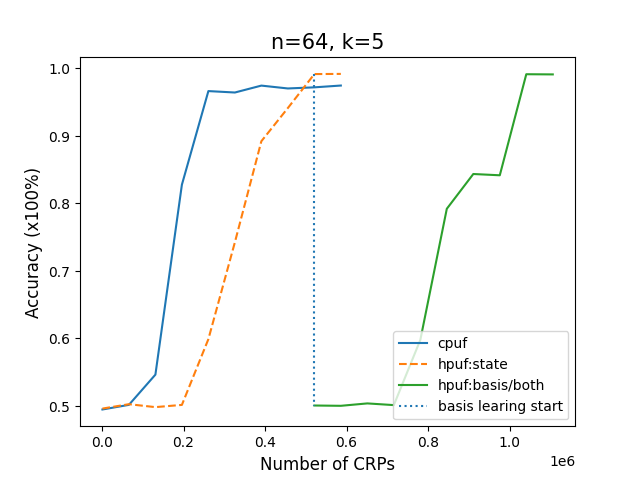 n=64, k=5
Accuracy (x100%)
1.0
0.9
0.8
0.7
0.6
0.5
cpuf
hpuf:state
hpuf:basis/both
basis learing start
0.0 0.2 0.4 0.6 0.8 1.0
1e6
Number of CRPs